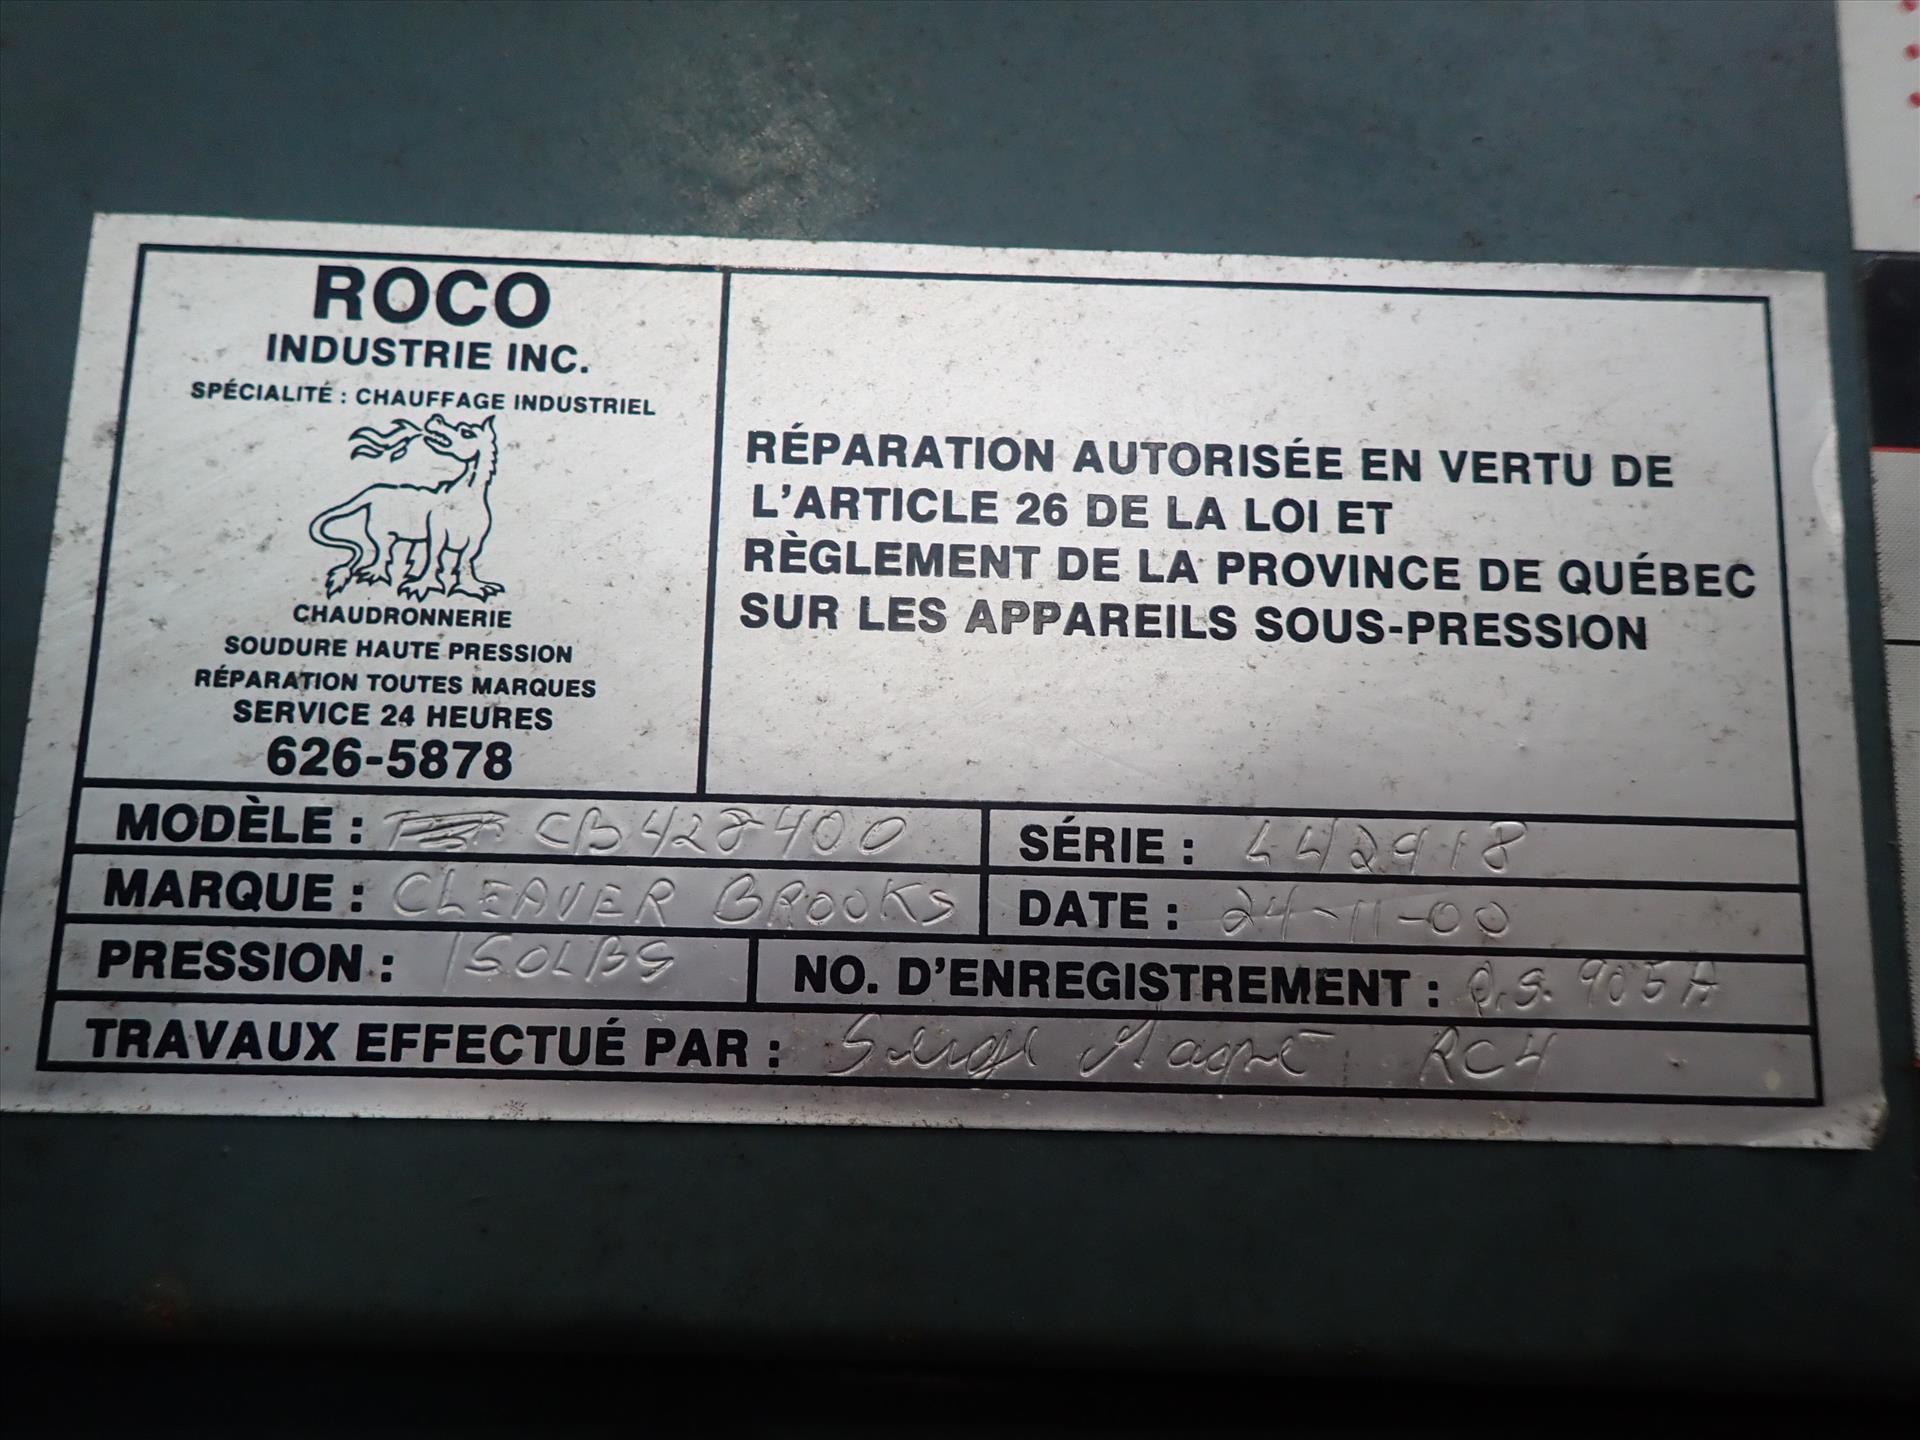 ROCO
INDUSTRIE INC.
SPÉCIALITÉ : CHAUFFAGE INDUSTRIEL
CHAUDRONNERIE
SOUDURE HAUTE PRESSION
RÉPARATION TOUTES MARQUES
SERVICE 24 HEURES
626-5878
RÉPARATION AUTORISÉE EN VERTU DE
L'ARTICLE 26 DE LA LOI ET
RÈGLEMENT DE LA PROVINCE DE QUÉBEC
SUR LES APPAREILS SOUS-PRESSION
MODÈLE : CB428400
SÉRIE : 442918
MARQUE : CLEAVER BROOKS
DATE : 24-11-00
PRESSION : 150LBS
NO. D'ENREGISTREMENT : 905A
TRAVAUX EFFECTUÉ PAR : Serge RC4